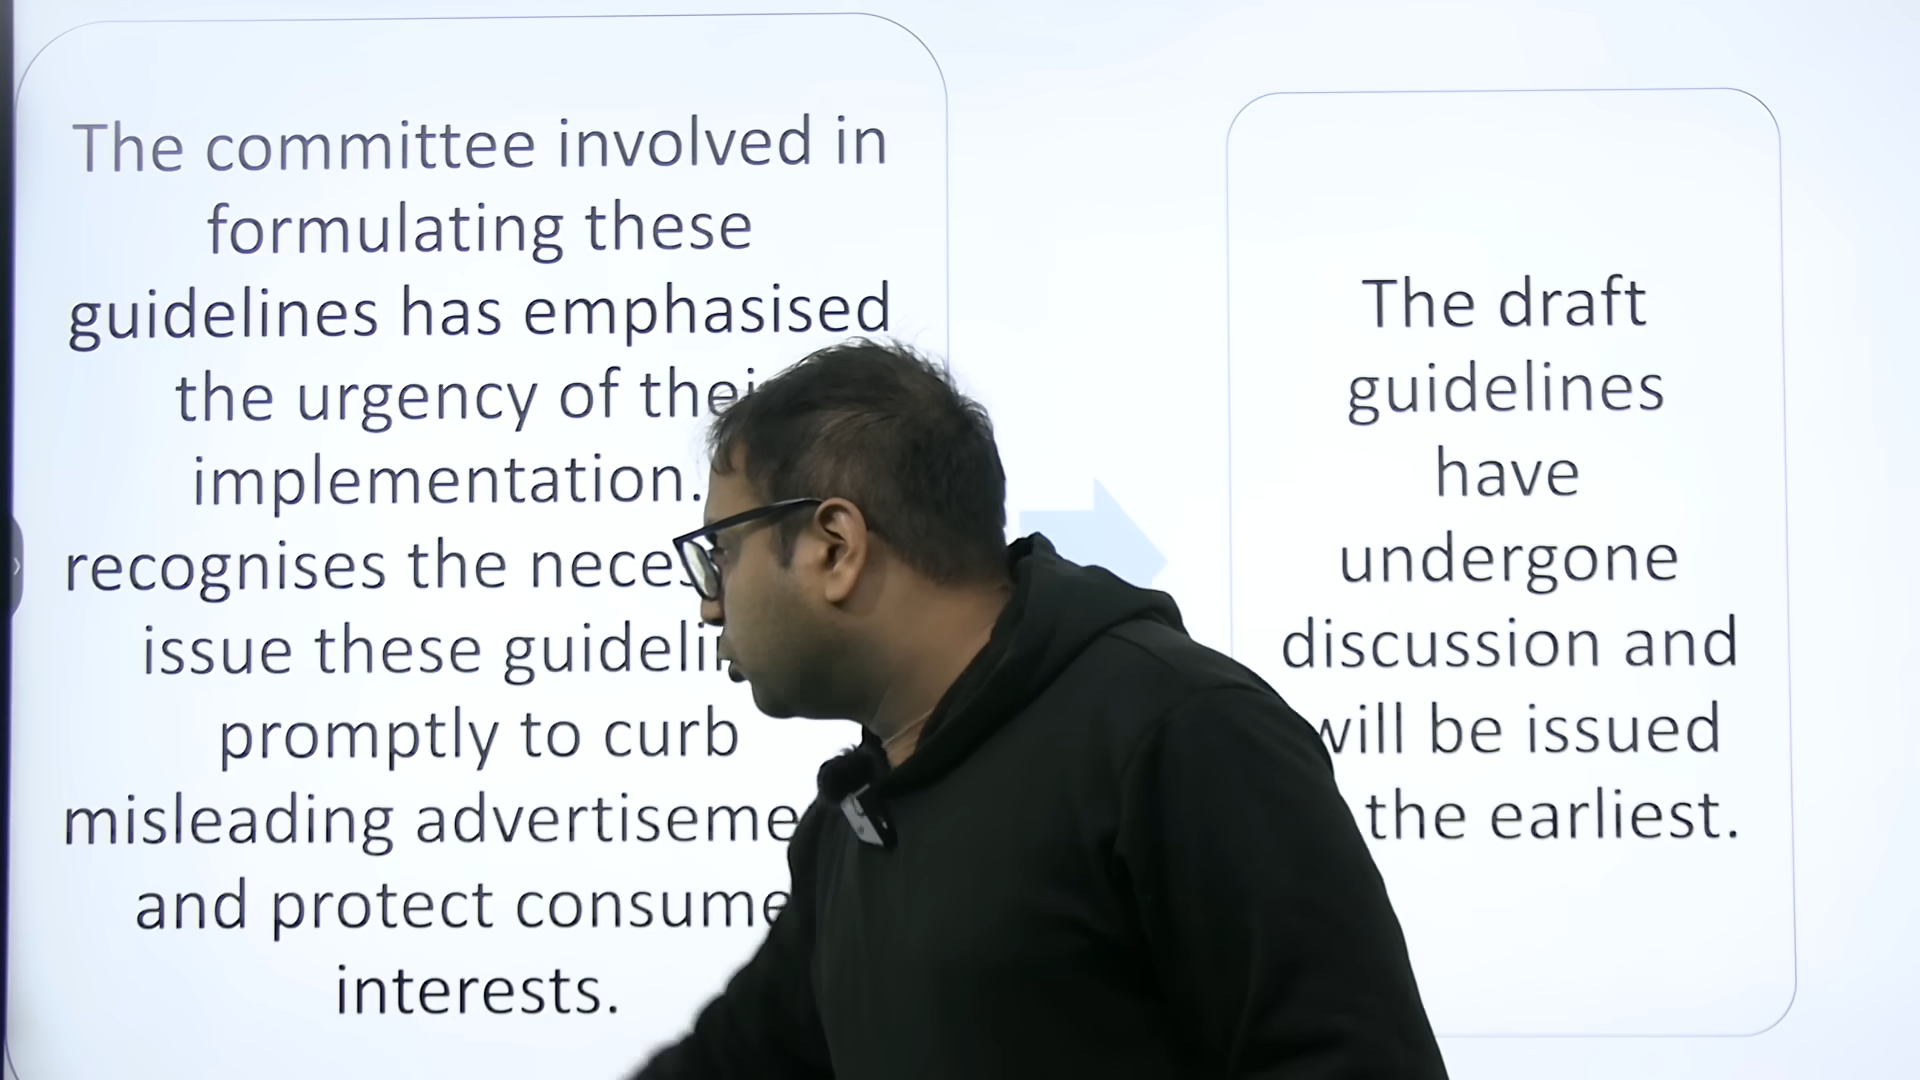 The committee involved in
formulating these
guidelines has emphasised
the urgency of
implementation.
recognises the
issue these
promptly to curb
misleading
and protect
interests.
The draft
guidelines
have
undergone
discussion and
will be issued
the earliest.